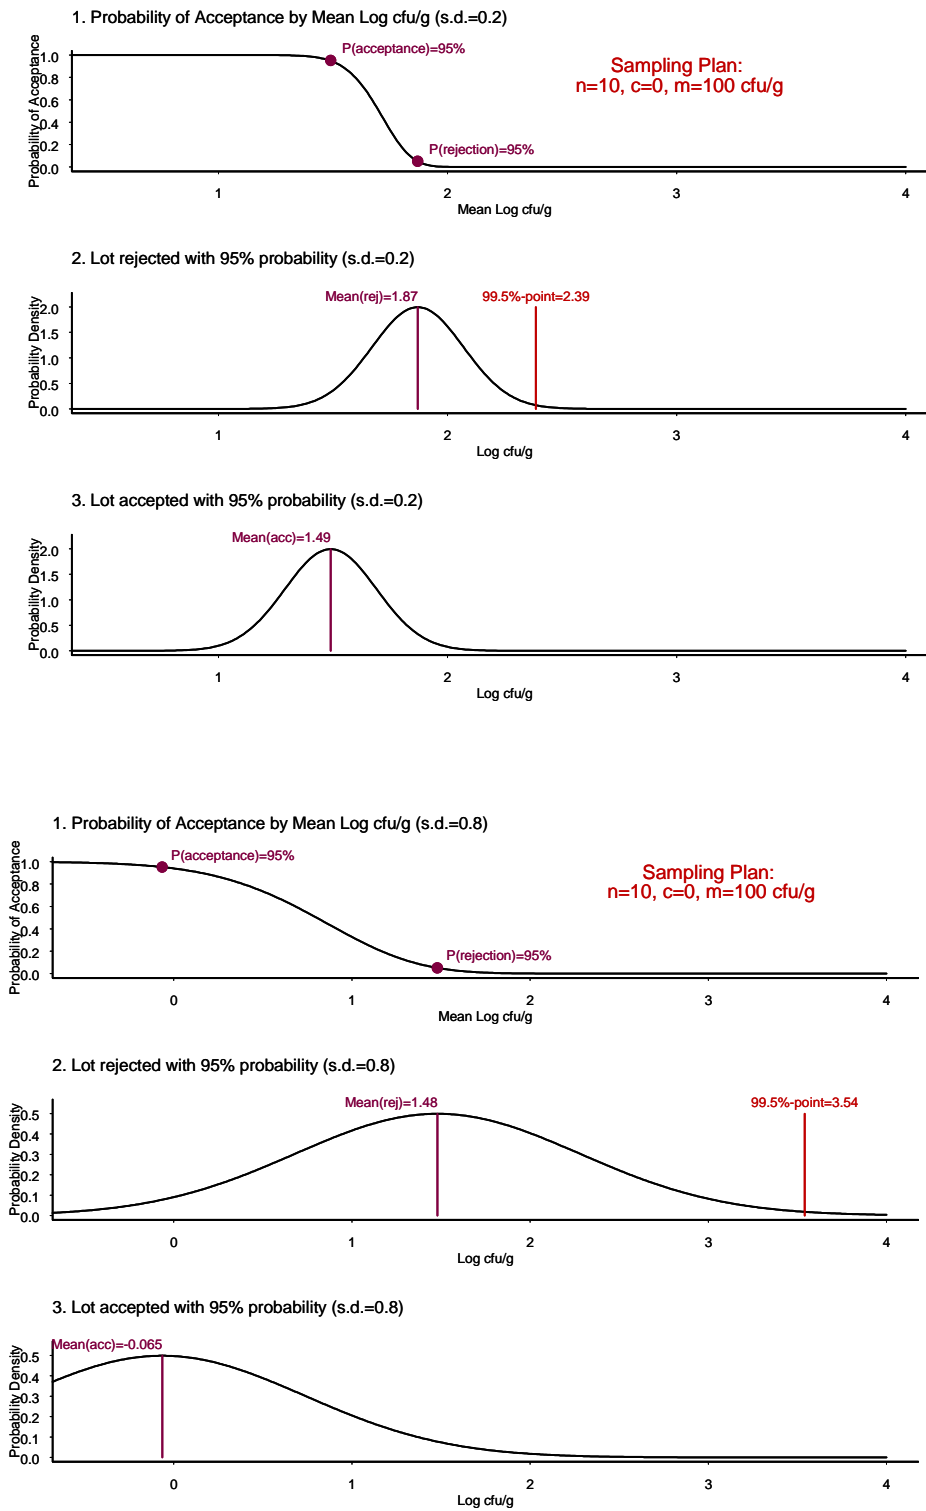 1. Probability of Acceptance by Mean Log cfu/g (s.d.=0.2)
Probability of Acceptance
1.0
0.8
0.6
0.4
0.2
0.0
P(acceptance)=95%
Sampling Plan:
n=10, c=0, m=100 cfu/g
P(rejection)=95%
1 2 3 4
Mean Log cfu/g
2. Lot rejected with 95% probability (s.d.=0.2)
Probability Density
2.0
1.5
1.0
0.5
0.0
Mean(rej)=1.87
99.5%-point=2.39
1 2 3 4
Log cfu/g
3. Lot accepted with 95% probability (s.d.=0.2)
Probability Density
2.0
1.5
1.0
0.5
0.0
Mean(acc)=1.49
1 2 3 4
Log cfu/g
1. Probability of Acceptance by Mean Log cfu/g (s.d.=0.8)
Probability of Acceptance
1.0
0.8
0.6
0.4
0.2
0.0
P(acceptance)=95%
Sampling Plan:
n=10, c=0, m=100 cfu/g
P(rejection)=95%
0 1 2 3 4
Mean Log cfu/g
2. Lot rejected with 95% probability (s.d.=0.8)
Probability Density
0.5
0.4
0.3
0.2
0.1
0.0
Mean(rej)=1.48
99.5%-point=3.54
0 1 2 3 4
Log cfu/g
3. Lot accepted with 95% probability (s.d.=0.8)
Probability Density
0.5
0.4
0.3
0.2
0.1
0.0
Mean(acc)=-0.065
0 1 2 3 4
Log cfu/g